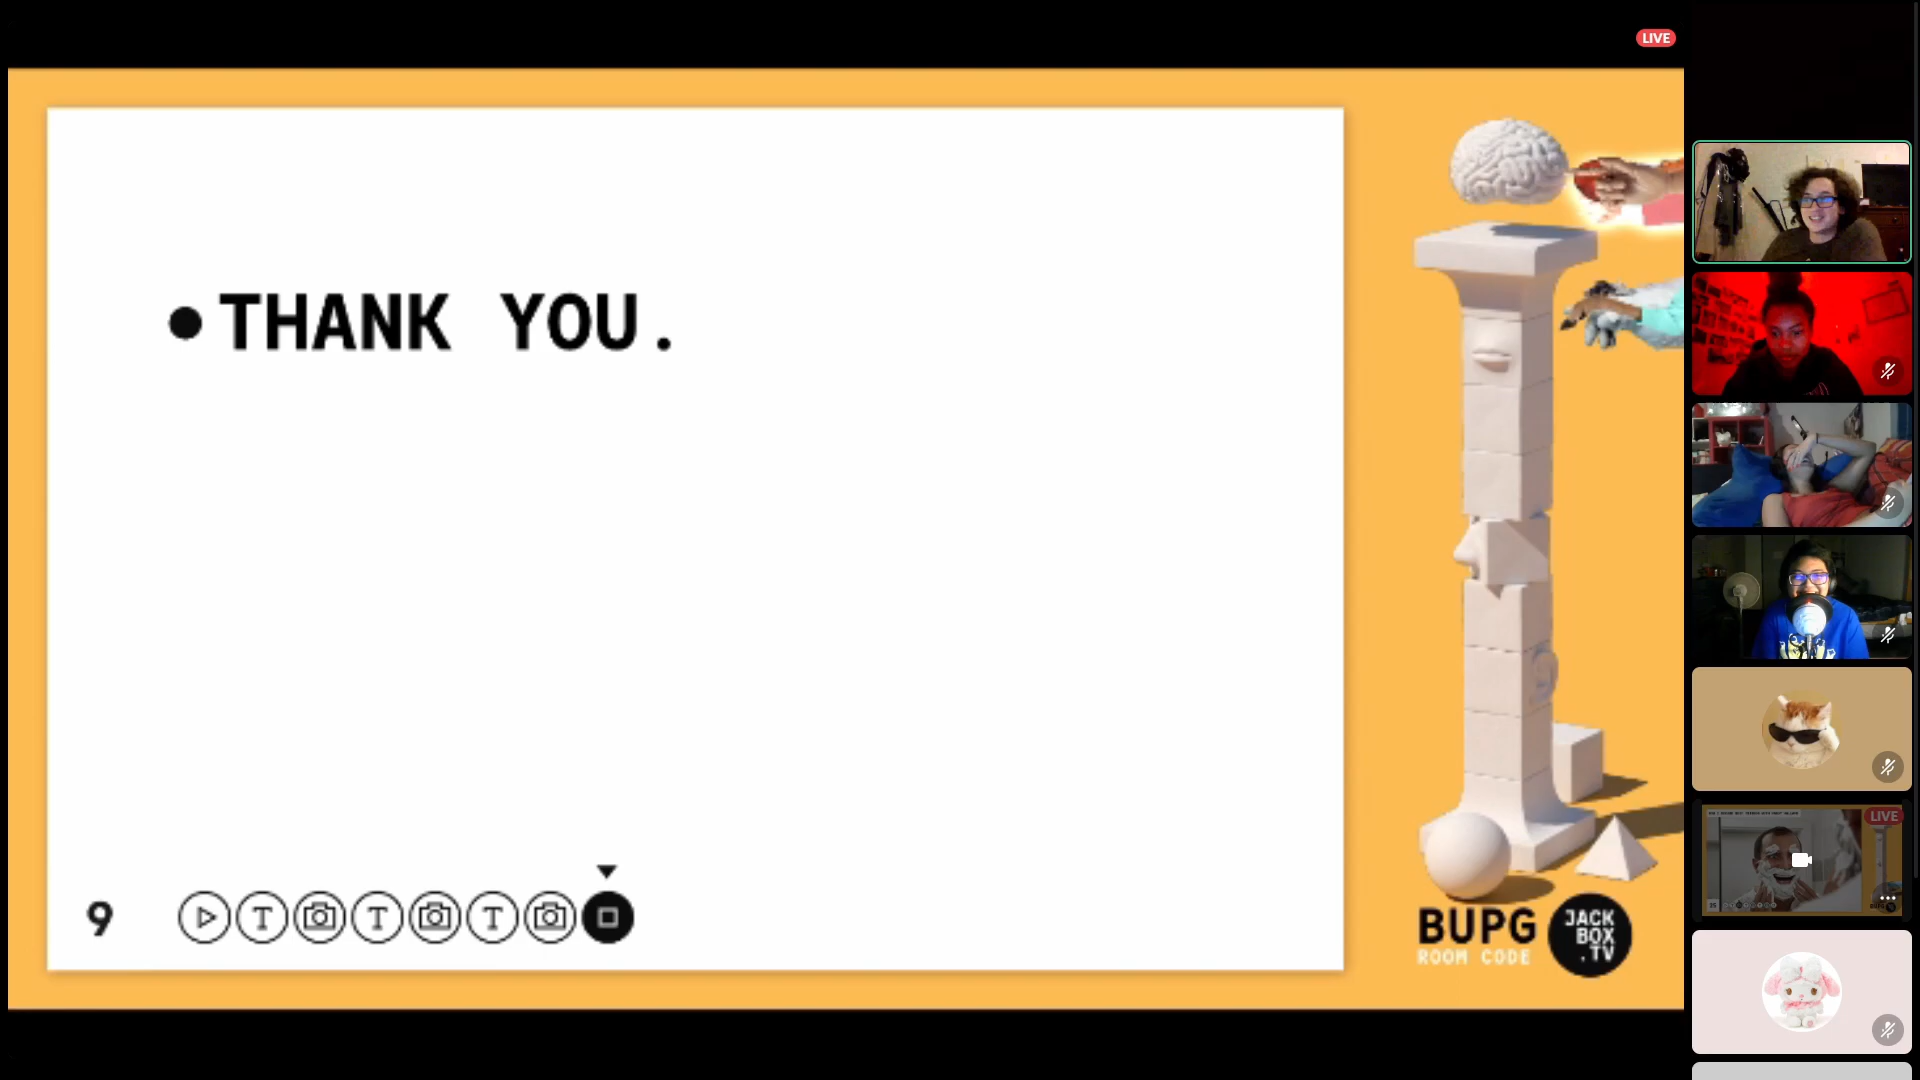 LIVE
● THANK YOU.
9
T
T
T
BUPG
ROOM CODE
JACK
BOX
.TV
LIVE